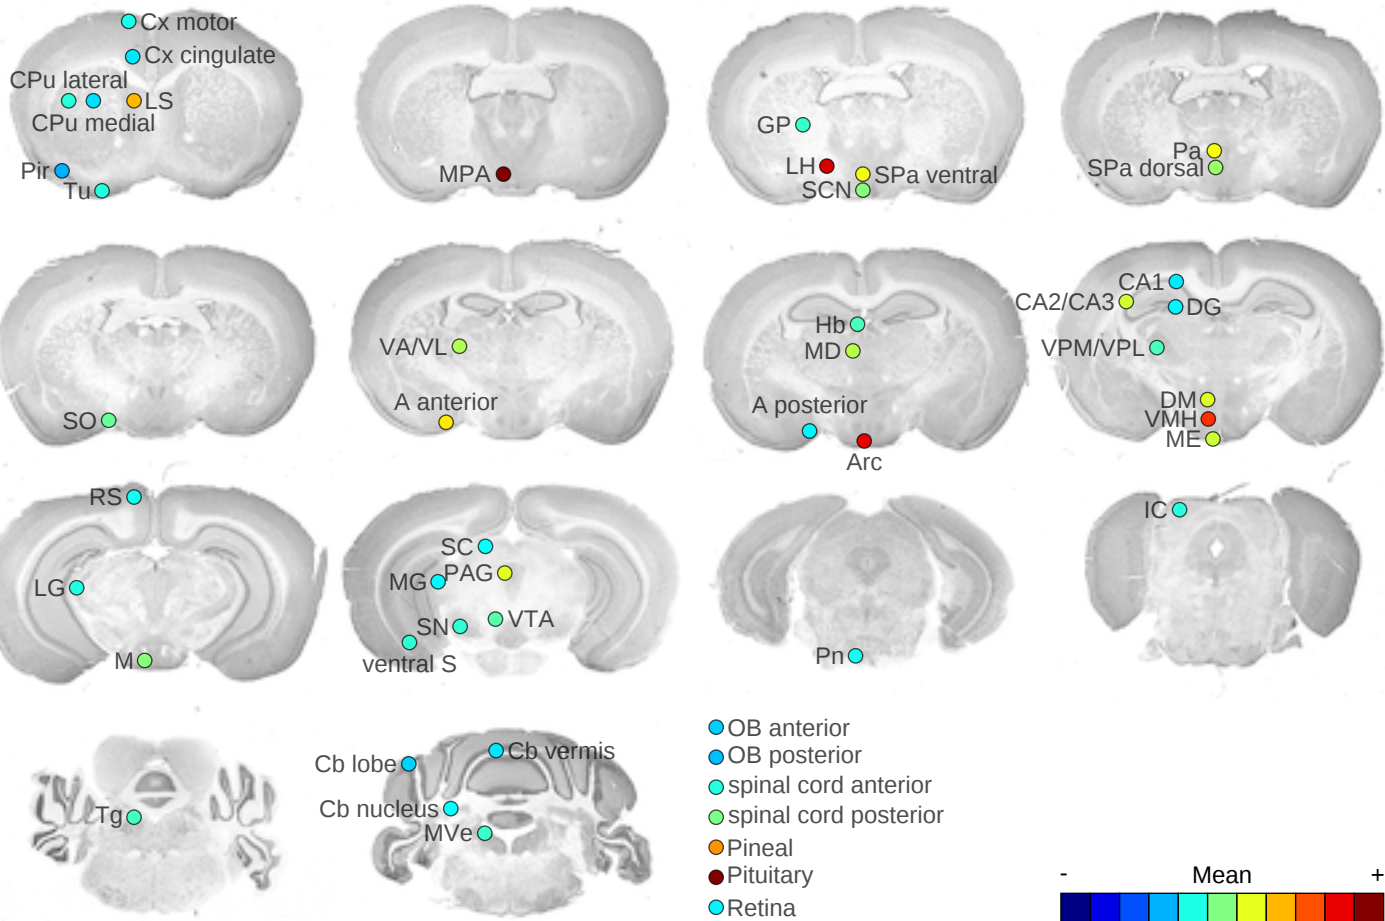 Cx motor
Cx cingulate
CPu lateral
LS
CPu medial
Pir
Tu
MPA
GP
LH
SPa ventral
SCN
Pa
SPa dorsal
SO
VA/VL
A anterior
Hb
MD
A posterior
Arc
CA1
CA2/CA3
DG
VPM/VPL
DM
VMH
ME
RS
LG
M
SC
MG
PAG
SN
VTA
ventral S
Pn
IC
Tg
Cb lobe
Cb vermis
Cb nucleus
MVe
OB anterior
OB posterior
spinal cord anterior
spinal cord posterior
Pineal
Pituitary
Retina
- Mean +